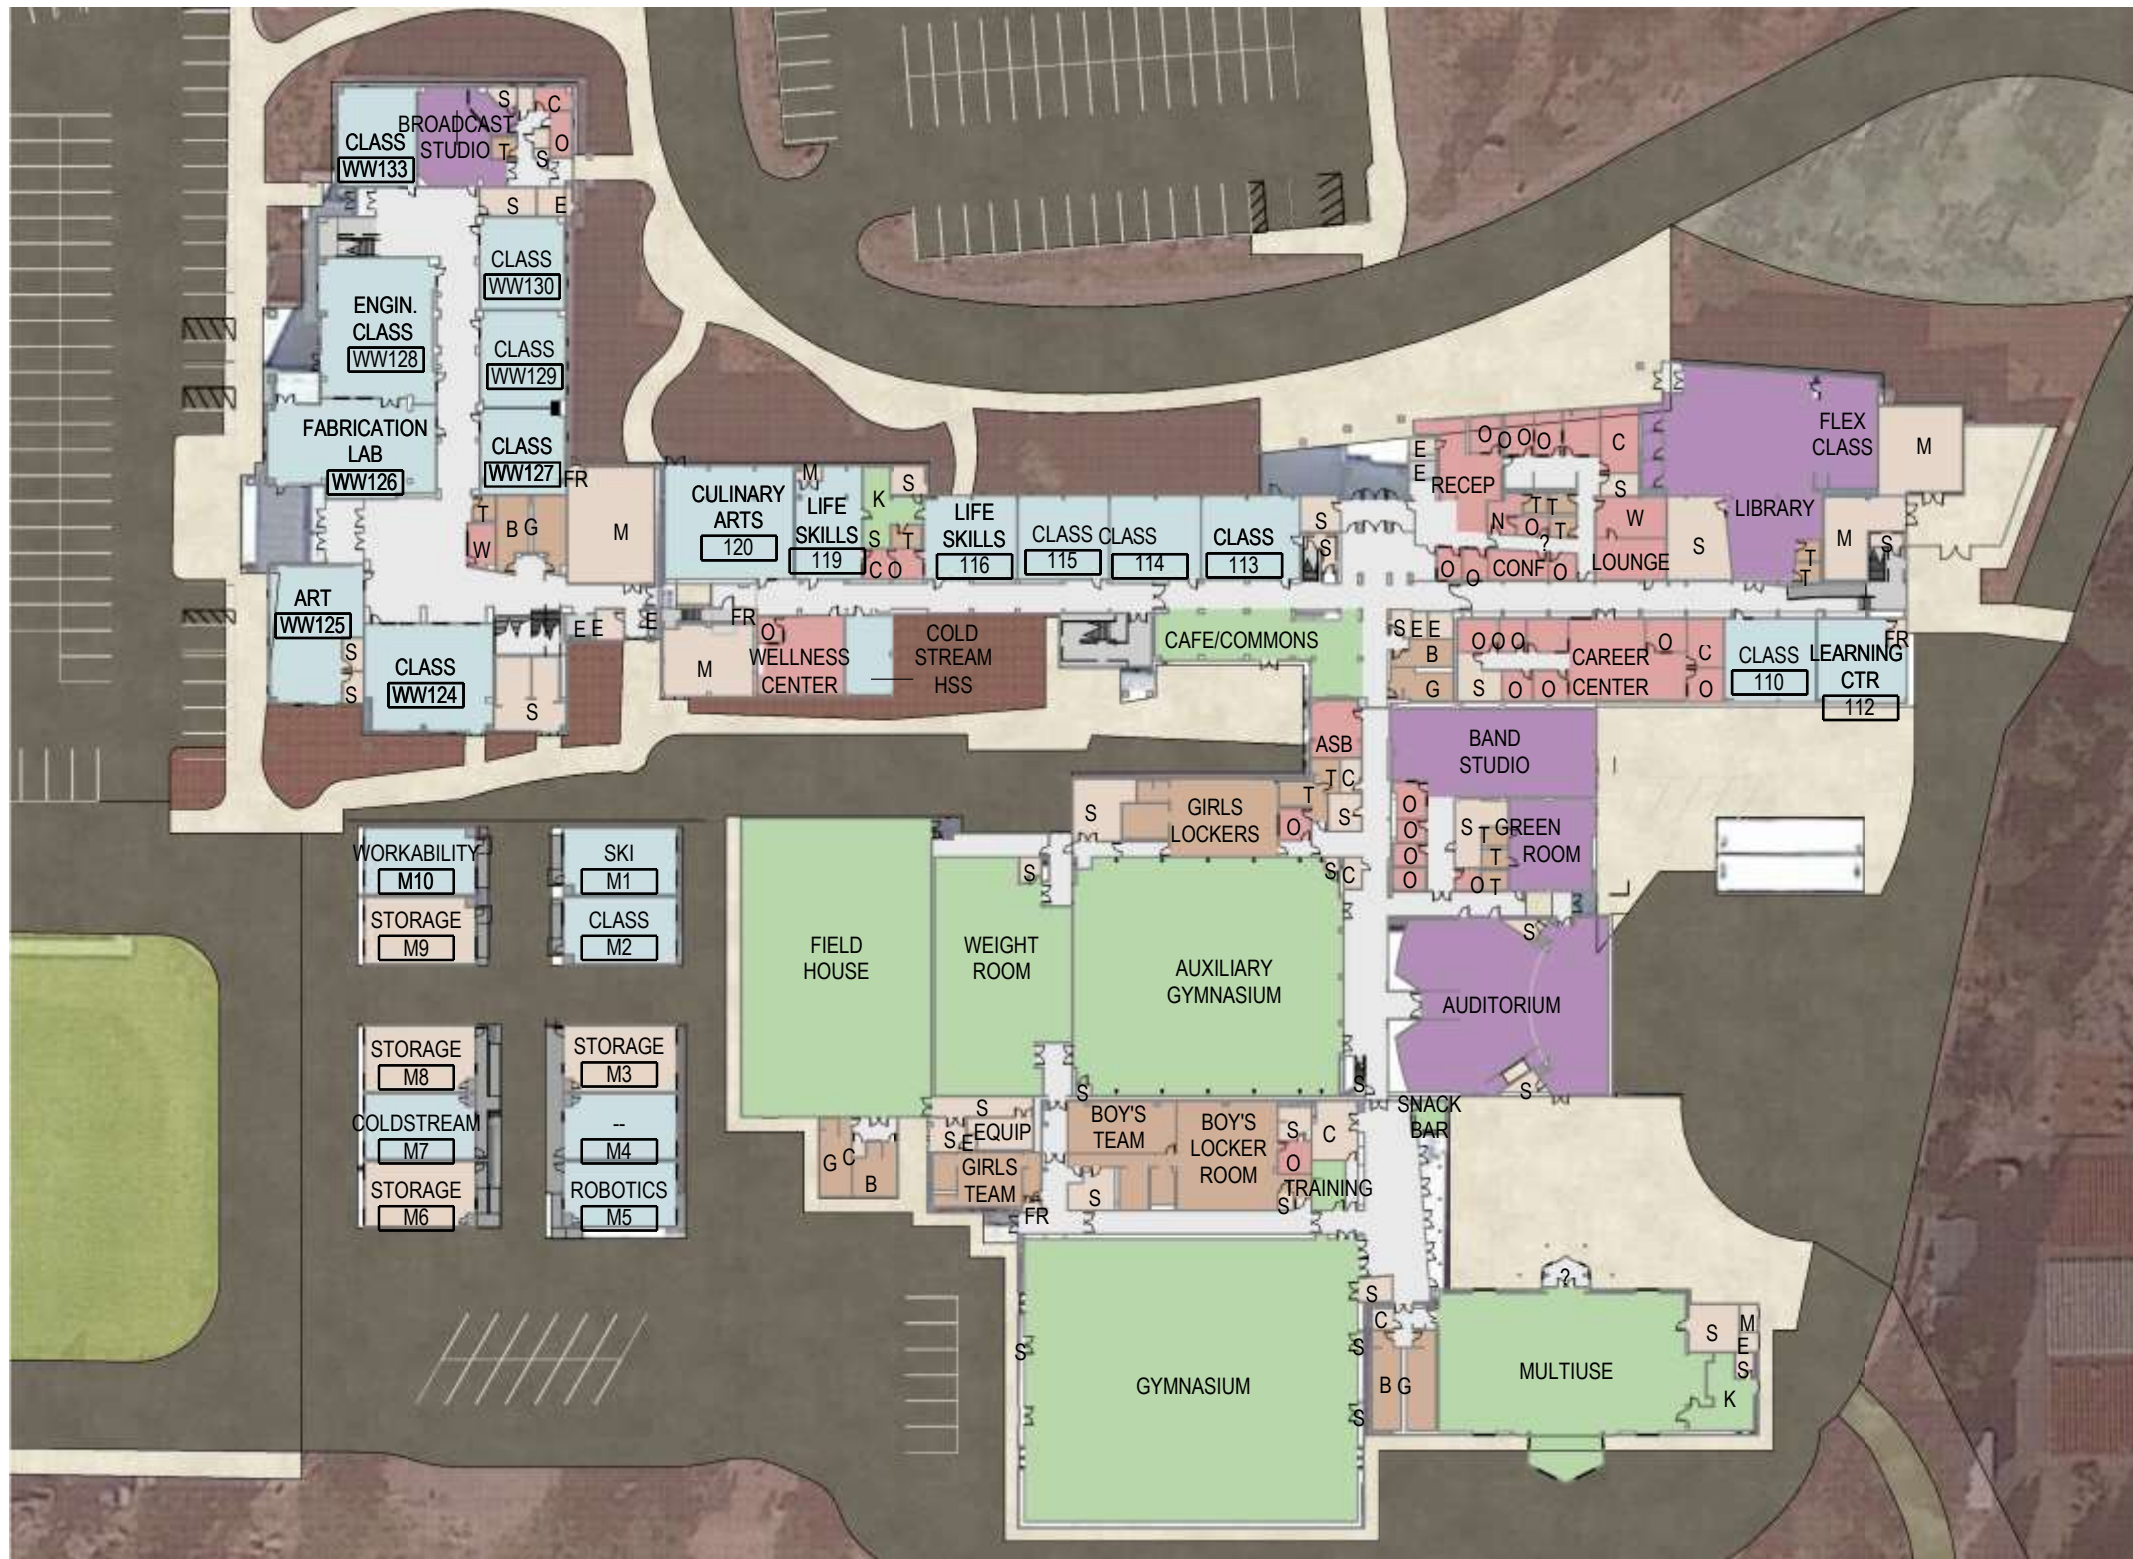 S
C
BROADCAST
STUDIO
T
S
O
CLASS
WW133
S
E
CLASS
WW130
ENGIN.
CLASS
WW128
CLASS
WW129
FABRICATION
LAB
WW126
CLASS
WW127
FR
T
B G
W
M
ART
WW125
S
S
CLASS
WW124
S
E E
E
CULINARY
ARTS
120
M
LIFE
SKILLS
119
K
S
S
T
C O
LIFE
SKILLS
116
CLASS
115
CLASS
114
CLASS
113
S
S
FR
M
O
WELLNESS
CENTER
COLD
STREAM
HSS
CAFE/COMMONS
E
E
RECEP
O O O O
C
S
T T
N O T
?
W
LOUNGE
O O
CONF
O
S
FLEX
CLASS
LIBRARY
M
M
S
T
T
S E E
B
G
O O O
S
O O
CAREER
CENTER
O
C
O
CLASS
110
LEARNING
CTR
112
FR
ASB
T C
T
S
GIRLS
LOCKERS
S
O
BAND
STUDIO
O
O
O
O
S
T
T
O T
GREEN
ROOM
S C
WORKABILITY
M10
STORAGE
M9
SKI
M1
CLASS
M2
STORAGE
M8
COLDSTREAM
M7
STORAGE
M6
STORAGE
M3
--
M4
ROBOTICS
M5
FIELD
HOUSE
WEIGHT
ROOM
S
AUXILIARY
GYMNASIUM
S
S
AUDITORIUM
S
S
SNACK
BAR
G C
B
S
S E
EQUIP
GIRLS
TEAM
FR
BOY'S
TEAM
S
BOY'S
LOCKER
ROOM
S
O
C
TRAINING
S
S
GYMNASIUM
S
S
S
S
C
B G
?
MULTIUSE
S
M
E
S
K